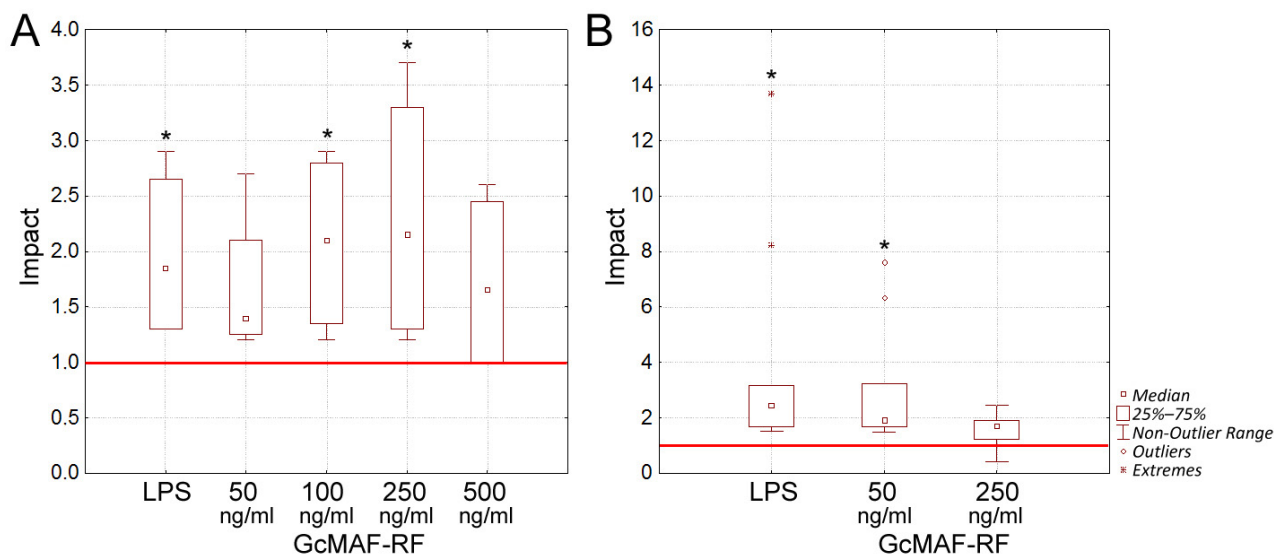 A
Impact
4.0
3.5
3.0
2.5
2.0
1.5
1.0
0.5
0.0
*
*
*
LPS 50 100 250 500
ng/ml ng/ml ng/ml ng/ml
GcMAF-RF
B
Impact
16
14
12
10
8
6
4
2
0
*
*
LPS 50 250
ng/ml ng/ml
GcMAF-RF
Median
25%–75%
Non-Outlier Range
Outliers
Extremes